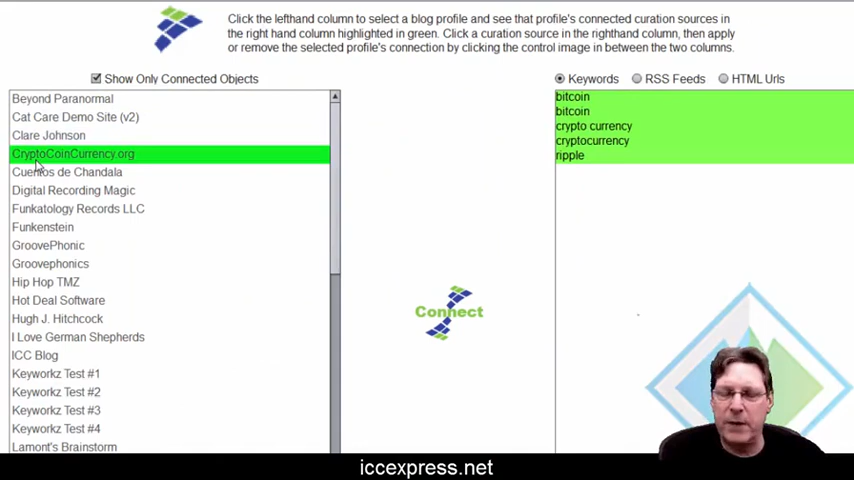 Click the lefthand column to select a blog profile and see that profile's connected curation sources in
the right hand column highlighted in green. Click a curation source in the righthand column, then apply
or remove the selected profile's connection by clicking the control image in between the two columns.
Show Only Connected Objects
Keywords RSS Feeds HTML Urls
Beyond Paranormal
Cat Care Demo Site (v2)
Clare Johnson
CryptoCoinCurrency.org
Cuentos de Chandala
Digital Recording Magic
Funkatology Records LLC
Funkenstein
GroovePhonic
Groovephonics
Hip Hop TMZ
Hot Deal Software
Hugh J. Hitchcock
I Love German Shepherds
ICC Blog
Keyworkz Test #1
Keyworkz Test #2
Keyworkz Test #3
Keyworkz Test #4
Lamont's Brainstorm
bitcoin
bitcoin
crypto currency
cryptocurrency
ripple
Connect
iccexpress.net